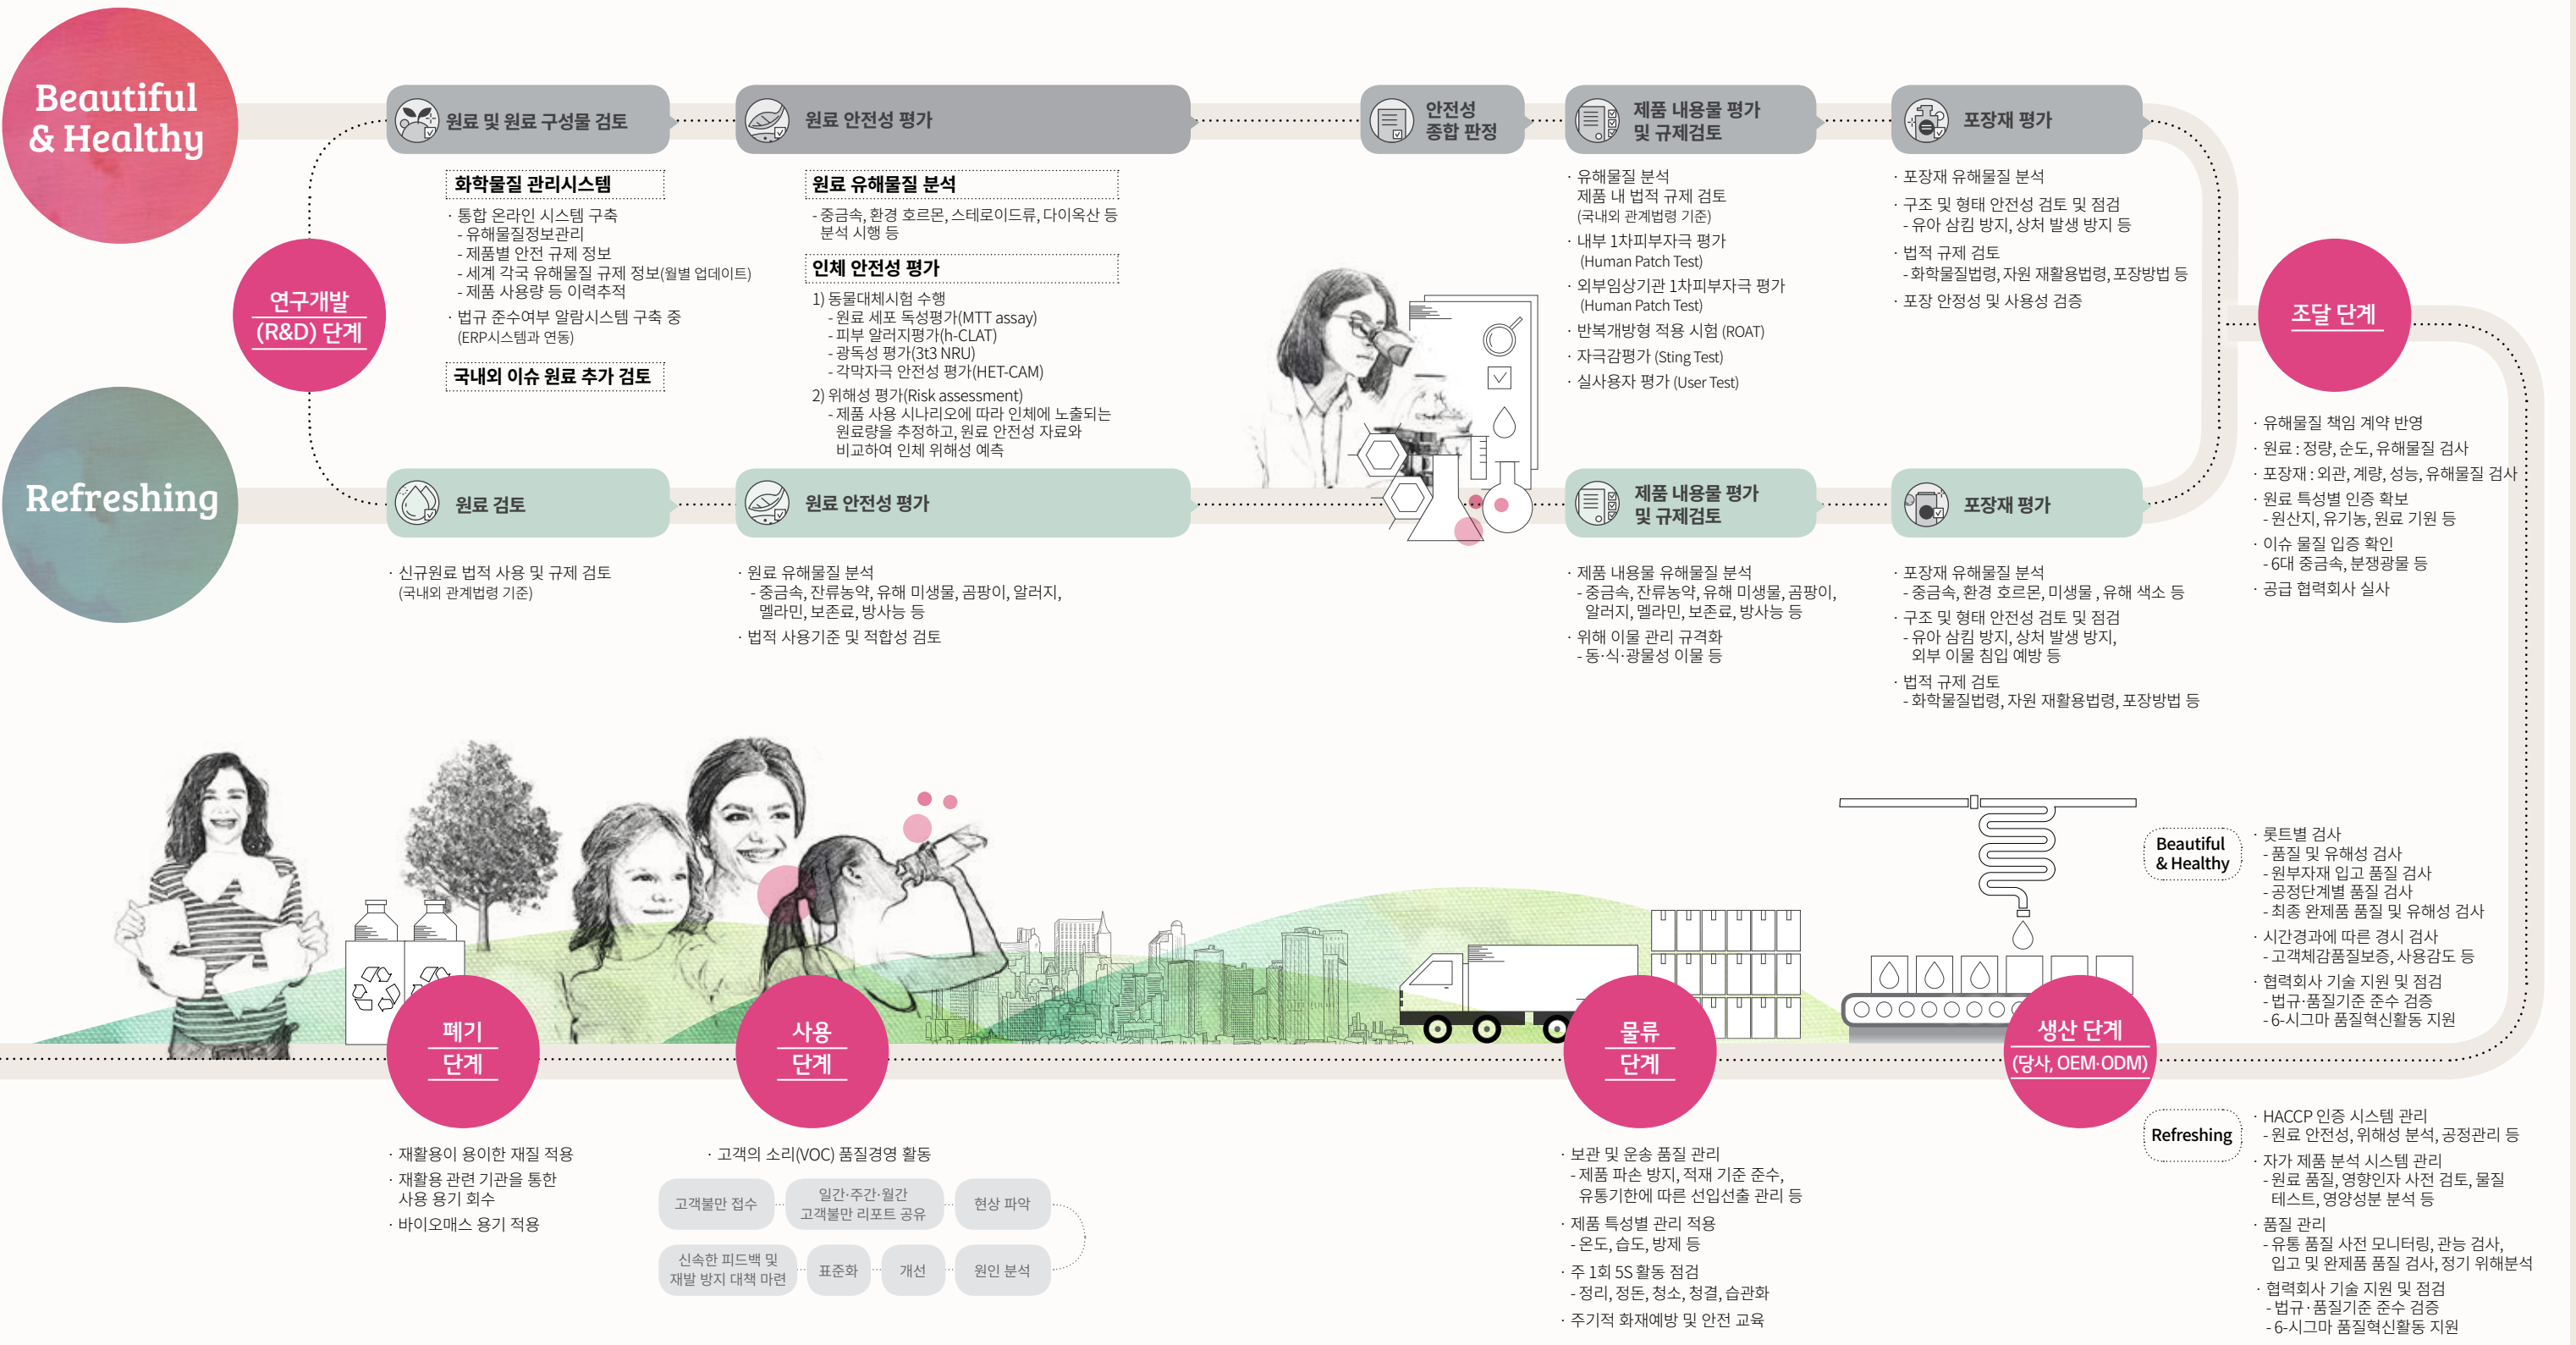 Beautiful
& Healthy
Refreshing
연구개발
(R&D) 단계
원료 및 원료 구성물 검토
화학물질 관리시스템
· 통합 온라인 시스템 구축
- 유해물질정보관리
- 제품별 안전 규제 정보
- 세계 각국 유해물질 규제 정보(월별 업데이트)
- 제품 사용량 등 이력추적
· 법규 준수여부 알람시스템 구축 중
(ERP시스템과 연동)
국내외 이슈 원료 추가 검토
원료 안전성 평가
원료 유해물질 분석
- 중금속, 환경 호르몬, 스테로이드류, 다이옥산 등
분석 시행 등
인체 안전성 평가
1) 동물대체시험 수행
- 원료 세포 독성평가(MTT assay)
- 피부 알러지평가(h-CLAT)
- 광독성 평가(3t3 NRU)
- 각막자극 안전성 평가(HET-CAM)
2) 위해성 평가(Risk assessment)
- 제품 사용 시나리오에 따라 인체에 노출되는
원료량을 추정하고, 원료 안전성 자료와
비교하여 인체 위해성 예측
안전성
종합 판정
제품 내용물 평가
및 규제검토
· 유해물질 분석
제품 내 법적 규제 검토
(국내외 관계법령 기준)
· 내부 1차피부자극 평가
(Human Patch Test)
· 외부임상기관 1차피부자극 평가
(Human Patch Test)
· 반복개방형 적용 시험 (ROAT)
· 자극감평가 (Sting Test)
· 실사용자 평가 (User Test)
포장재 평가
· 포장재 유해물질 분석
· 구조 및 형태 안전성 검토 및 점검
- 유아 삼킴 방지, 상처 발생 방지 등
· 법적 규제 검토
- 화학물질법령, 자원 재활용법령, 포장방법 등
· 포장 안정성 및 사용성 검증
원료 검토
· 신규원료 법적 사용 및 규제 검토
(국내외 관계법령 기준)
원료 안전성 평가
· 원료 유해물질 분석
- 중금속, 잔류농약, 유해 미생물, 곰팡이, 알러지,
멜라민, 보존료, 방사능 등
· 법적 사용기준 및 적합성 검토
제품 내용물 평가
및 규제검토
· 제품 내용물 유해물질 분석
- 중금속, 잔류농약, 유해 미생물, 곰팡이,
알러지, 멜라민, 보존료, 방사능 등
· 위해 이물 관리 규격화
- 동·식·광물성 이물 등
포장재 평가
· 포장재 유해물질 분석
- 중금속, 환경 호르몬, 미생물 , 유해 색소 등
· 구조 및 형태 안전성 검토 및 점검
- 유아 삼킴 방지, 상처 발생 방지,
외부 이물 침입 예방 등
· 법적 규제 검토
- 화학물질법령, 자원 재활용법령, 포장방법 등
조달 단계
· 유해물질 책임 계약 반영
· 원료 : 정량, 순도, 유해물질 검사
· 포장재 : 외관, 계량, 성능, 유해물질 검사
· 원료 특성별 인증 확보
- 원산지, 유기농, 원료 기원 등
· 이슈 물질 입증 확인
- 6대 중금속, 분쟁광물 등
· 공급 협력회사 실사
생산 단계
(당사, OEM·ODM)
Beautiful
& Healthy
· 롯트별 검사
- 품질 및 유해성 검사
- 원부자재 입고 품질 검사
- 공정단계별 품질 검사
- 최종 완제품 품질 및 유해성 검사
· 시간경과에 따른 경시 검사
- 고객체감품질보증, 사용감도 등
· 협력회사 기술 지원 및 점검
- 법규·품질기준 준수 검증
- 6-시그마 품질혁신활동 지원
Refreshing
· HACCP 인증 시스템 관리
- 원료 안전성, 위해성 분석, 공정관리 등
· 자가 제품 분석 시스템 관리
- 원료 품질, 영향인자 사전 검토, 물질
테스트, 영양성분 분석 등
· 품질 관리
- 유통 품질 사전 모니터링, 관능 검사,
입고 및 완제품 품질 검사, 정기 위해분석
· 협력회사 기술 지원 및 점검
- 법규·품질기준 준수 검증
- 6-시그마 품질혁신활동 지원
물류
단계
· 보관 및 운송 품질 관리
- 제품 파손 방지, 적재 기준 준수,
유통기한에 따른 선입선출 관리 등
· 제품 특성별 관리 적용
- 온도, 습도, 방제 등
· 주 1회 5S 활동 점검
- 정리, 정돈, 청소, 청결, 습관화
· 주기적 화재예방 및 안전 교육
사용
단계
· 고객의 소리(VOC) 품질경영 활동
고객불만 접수
일간·주간·월간
고객불만 리포트 공유
현상 파악
원인 분석
개선
표준화
신속한 피드백 및
재발 방지 대책 마련
폐기
단계
· 재활용이 용이한 재질 적용
· 재활용 관련 기관을 통한
사용 용기 회수
· 바이오매스 용기 적용